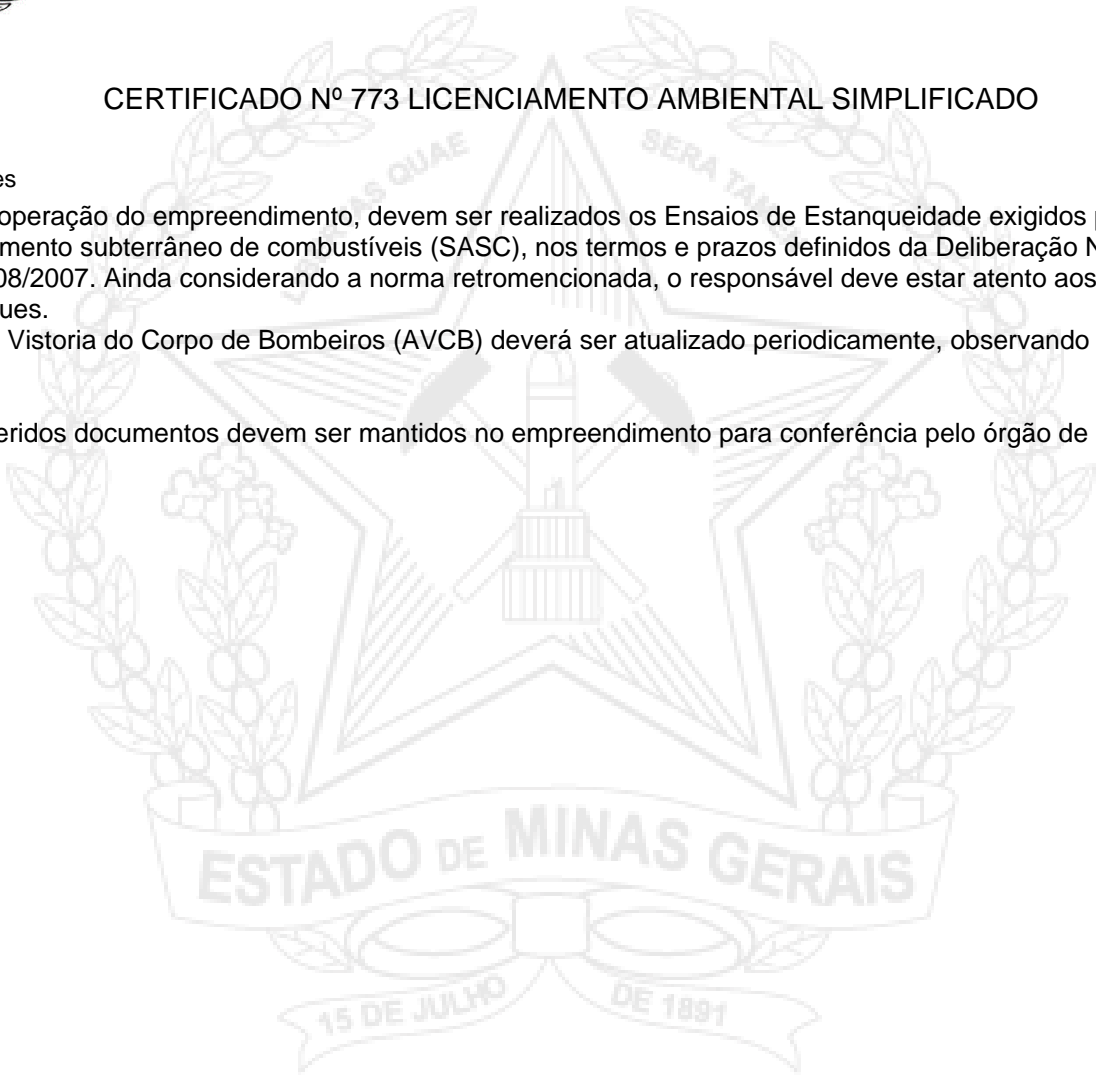 CERTIFICADO Nº 773 LICENCIAMENTO AMBIENTAL SIMPLIFICADO
es
operação do empreendimento, devem ser realizados os Ensaios de Estanqueidade exigidos p
mento subterrâneo de combustíveis (SASC), nos termos e prazos definidos da Deliberação N
08/2007. Ainda considerando a norma retromencionada, o responsável deve estar atento aos
ues.
Vistoria do Corpo de Bombeiros (AVCB) deverá ser atualizado periodicamente, observando
eridos documentos devem ser mantidos no empreendimento para conferência pelo órgão de
QUAE SERA TAMEN
ESTADO DE MINAS GERAIS
15 DE JULHO DE 1891